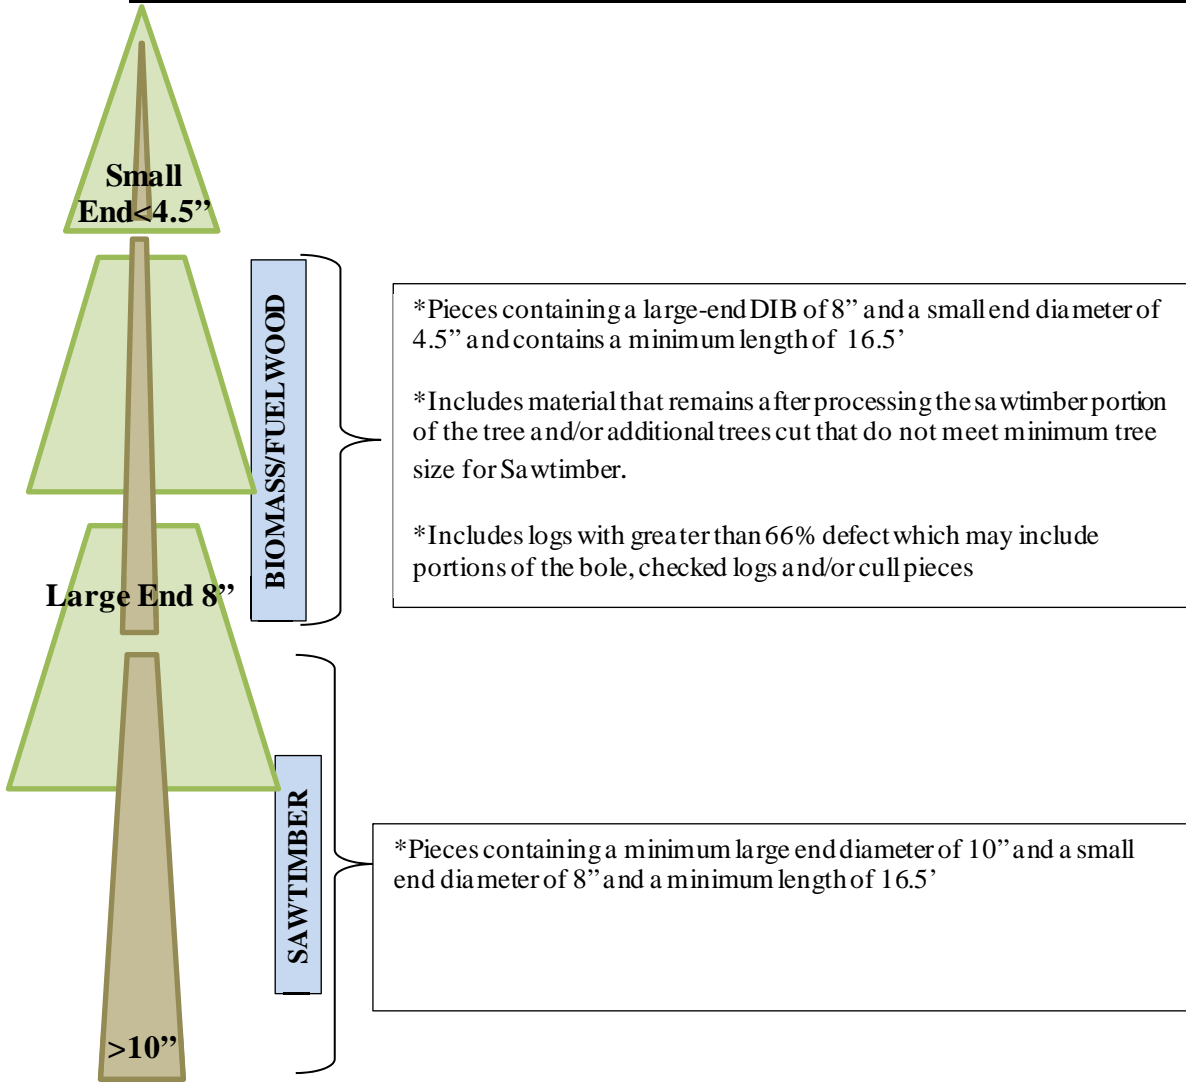 Small
End<4.5”
BIOMASS/FUELWOOD
*Pieces containing a large-end DIB of 8” and a small end diameter of
4.5” and contains a minimum length of 16.5’
*Includes material that remains after processing the sawtimber portion
of the tree and/or additional trees cut that do not meet minimum tree
size for Sawtimber.
*Includes logs with greater than 66% defect which may include
portions of the bole, checked logs and/or cull pieces
Large End 8”
SAWTIMBER
*Pieces containing a minimum large end diameter of 10” and a small
end diameter of 8” and a minimum length of 16.5’
>10”